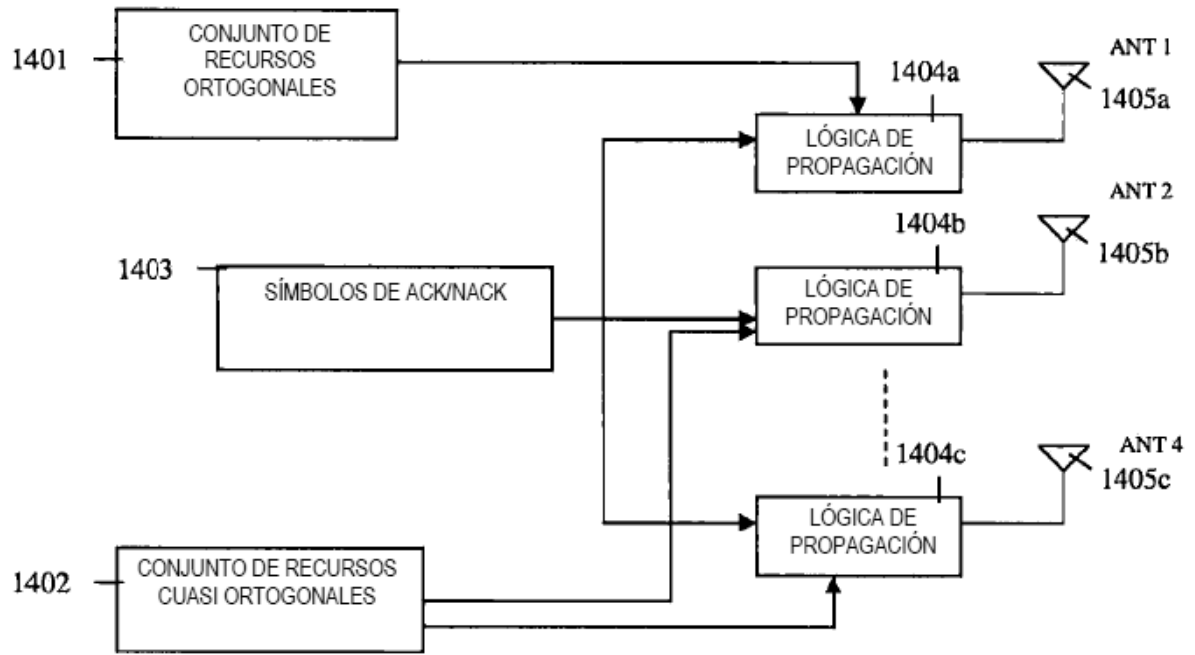 1401
CONJUNTO DE
RECURSOS
ORTOGONALES
ANT 1
1404a
1405a
LÓGICA DE
PROPAGACIÓN
ANT 2
1404b
1405b
1403
SÍMBOLOS DE ACK/NACK
LÓGICA DE
PROPAGACIÓN
ANT 4
1404c
1405c
LÓGICA DE
PROPAGACIÓN
1402
CONJUNTO DE RECURSOS
CUASI ORTOGONALES